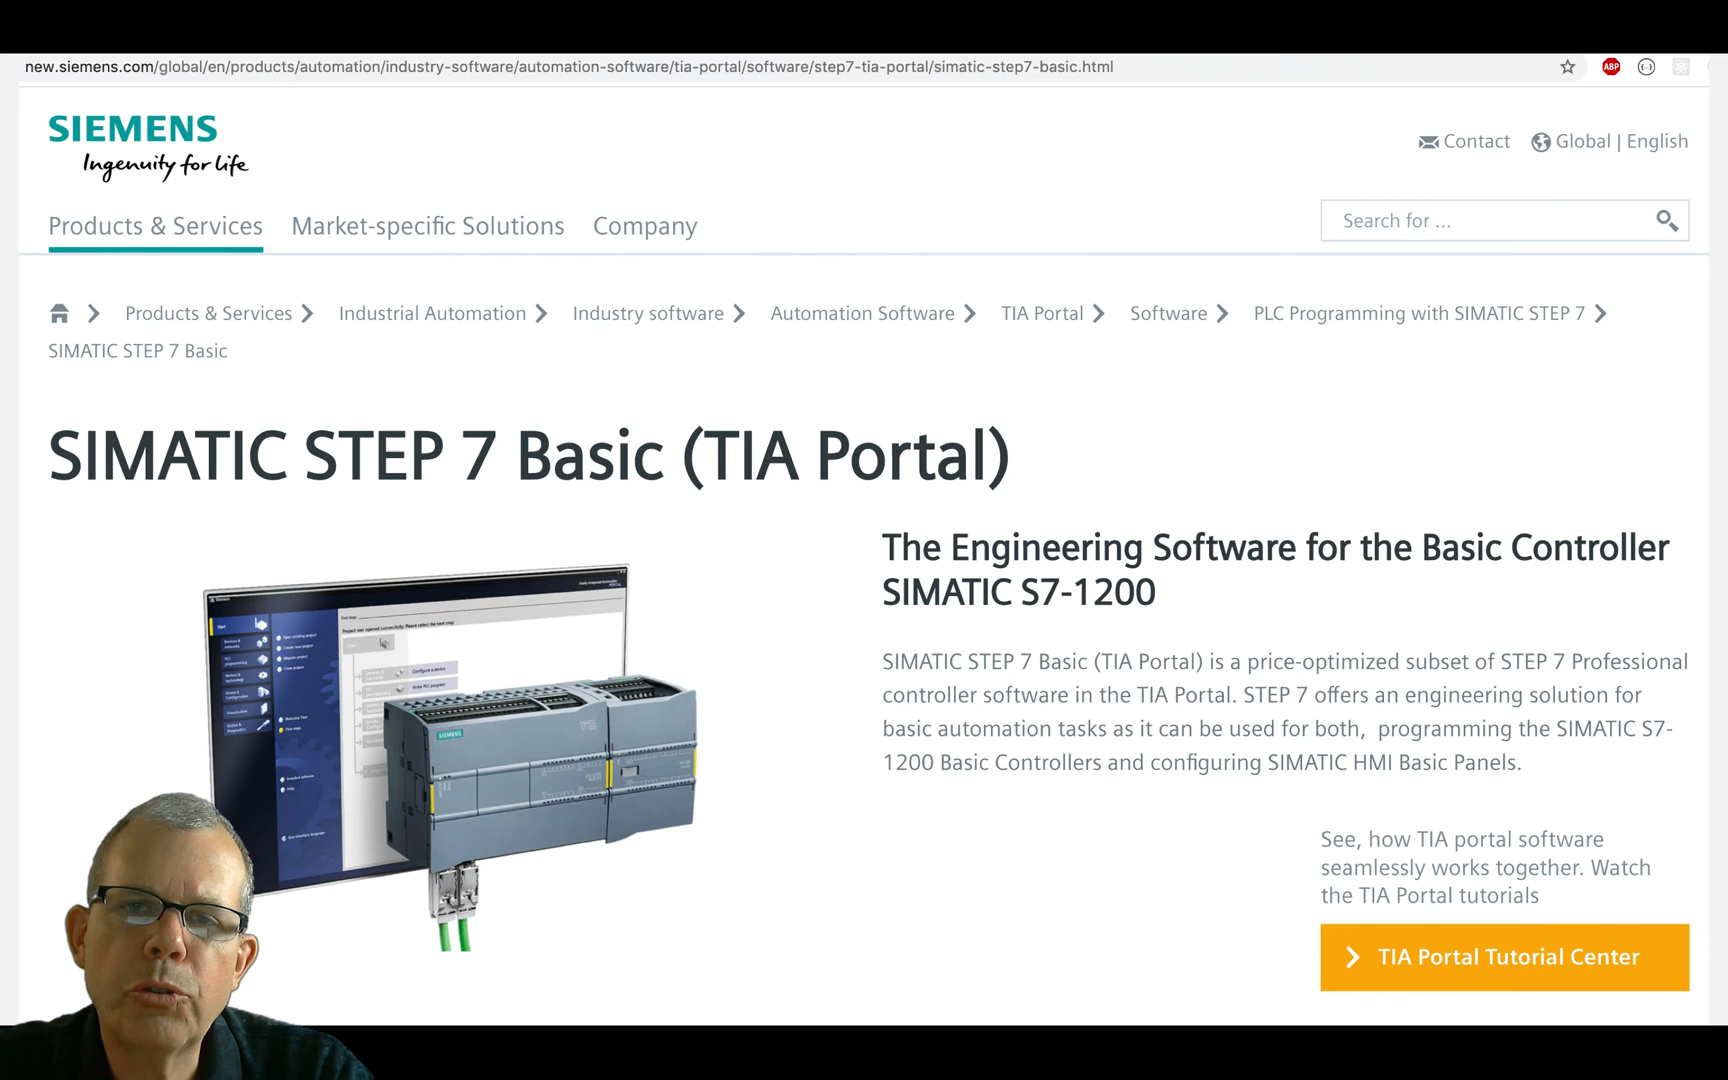 new.siemens.com/global/en/products/automation/industry-software/automation-software/tia-portal/software/step7-tia-portal/simatic-step7-basic.html
ABP
SIEMENS
Ingenuity for life
Contact
Global | English
Products & Services
Market-specific Solutions
Company
Search for ...
Products & Services
Industrial Automation
Industry software
Automation Software
TIA Portal
Software
PLC Programming with SIMATIC STEP 7
SIMATIC STEP 7 Basic
SIMATIC STEP 7 Basic (TIA Portal)
The Engineering Software for the Basic Controller
SIMATIC S7-1200
SIMATIC STEP 7 Basic (TIA Portal) is a price-optimized subset of STEP 7 Professional
controller software in the TIA Portal. STEP 7 offers an engineering solution for
basic automation tasks as it can be used for both, programming the SIMATIC S7-
1200 Basic Controllers and configuring SIMATIC HMI Basic Panels.
SIEMENS
See, how TIA portal software
seamlessly works together. Watch
the TIA Portal tutorials
TIA Portal Tutorial Center